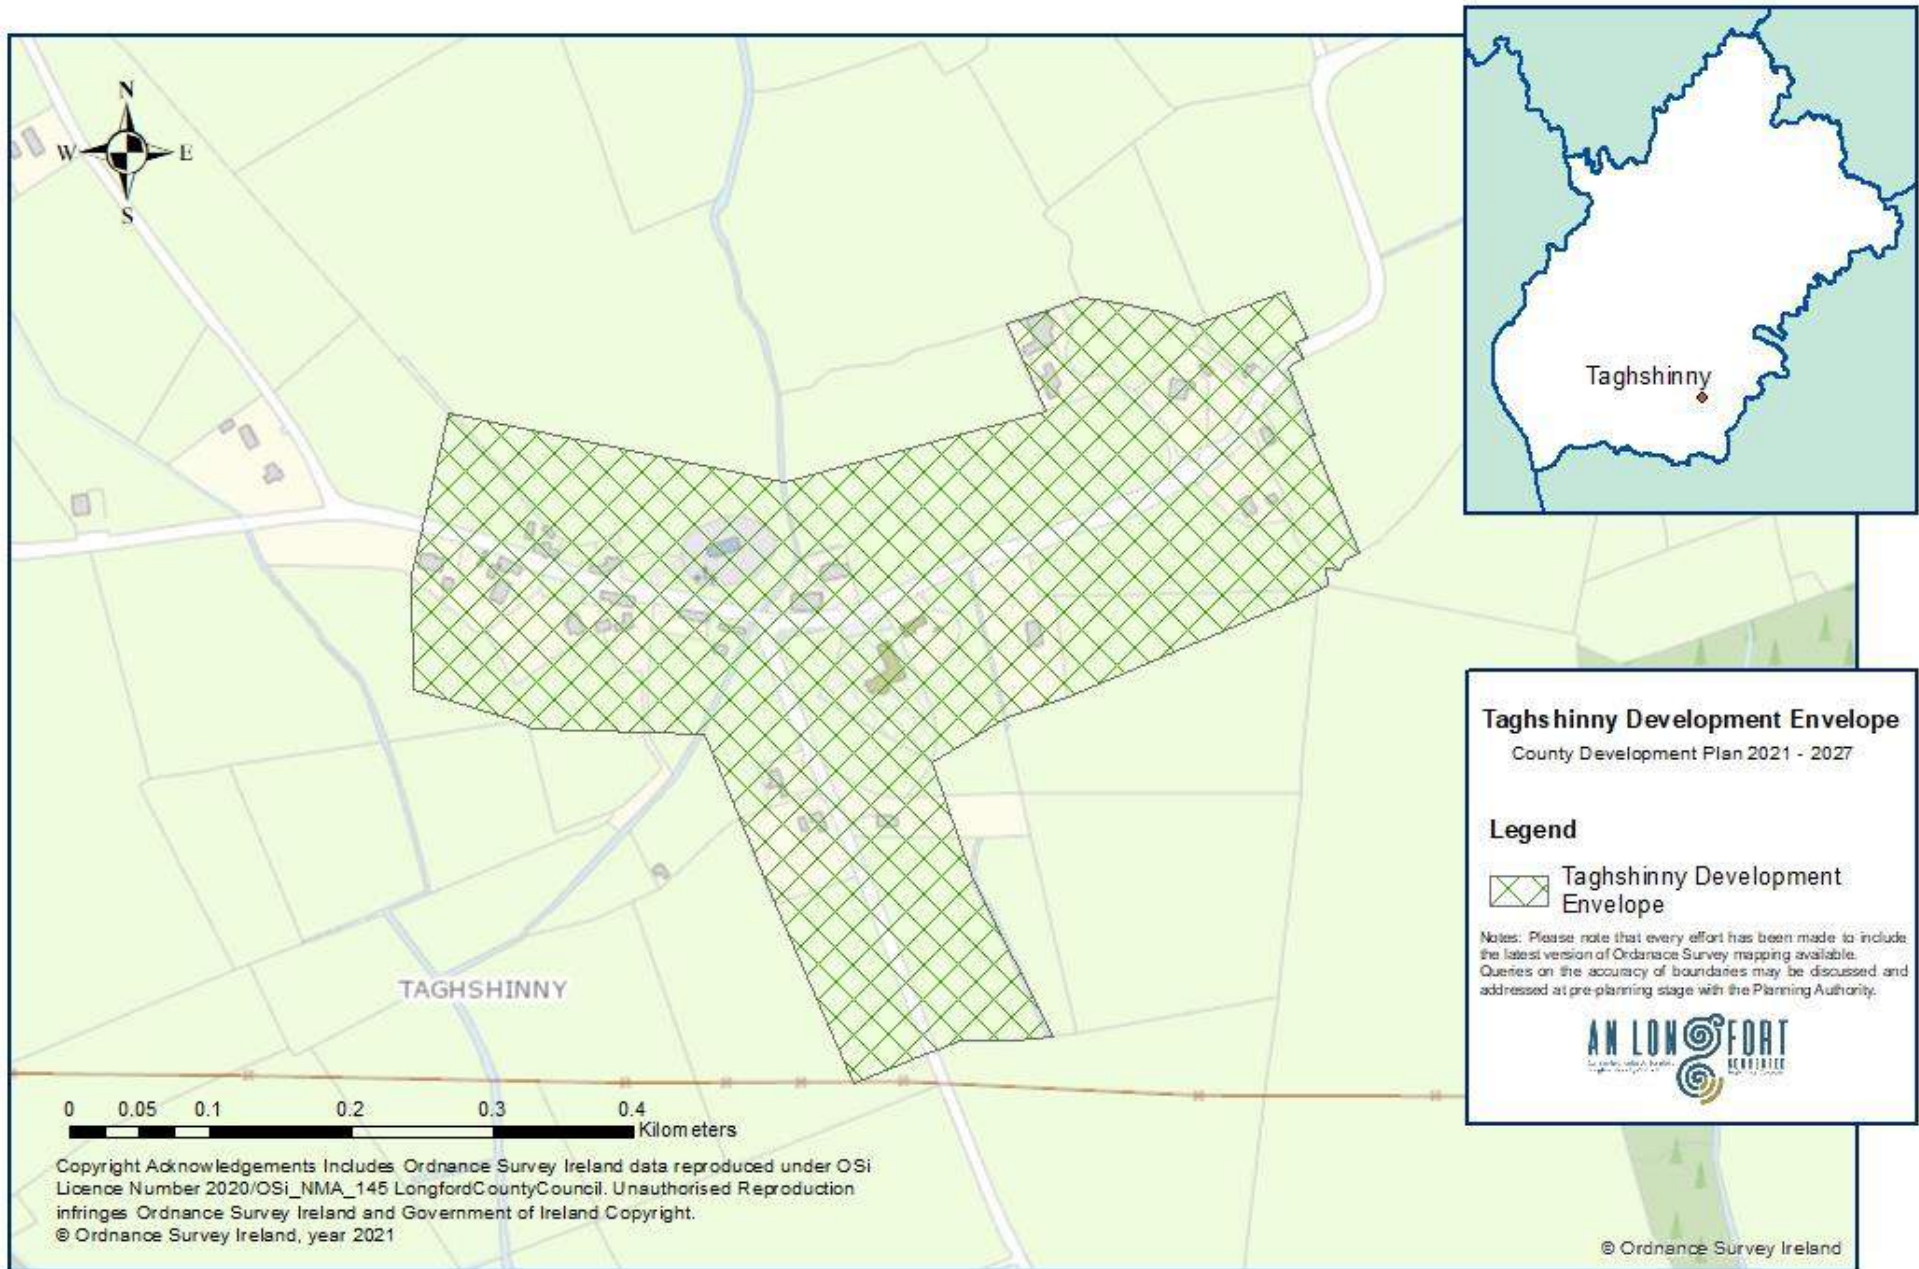 N
W E
S
Taghshinny
TAGHSHINNY
0 0.05 0.1 0.2 0.3 0.4
Kilometers
Copyright Acknowledgements Includes Ordnance Survey Ireland data reproduced under OSi
Licence Number 2020/OSi_NMA_145 LongfordCountyCouncil. Unauthorised Reproduction
infringes Ordnance Survey Ireland and Government of Ireland Copyright.
© Ordnance Survey Ireland, year 2021
Taghshinny Development Envelope
County Development Plan 2021 - 2027
Legend
Taghshinny Development
Envelope
Notes: Please note that every effort has been made to include
the latest version of Ordanace Survey mapping available.
Queries on the accuracy of boundaries may be discussed and
addressed at pre-planning stage with the Planning Authority.
AN LONGFORT
© Ordnance Survey Ireland